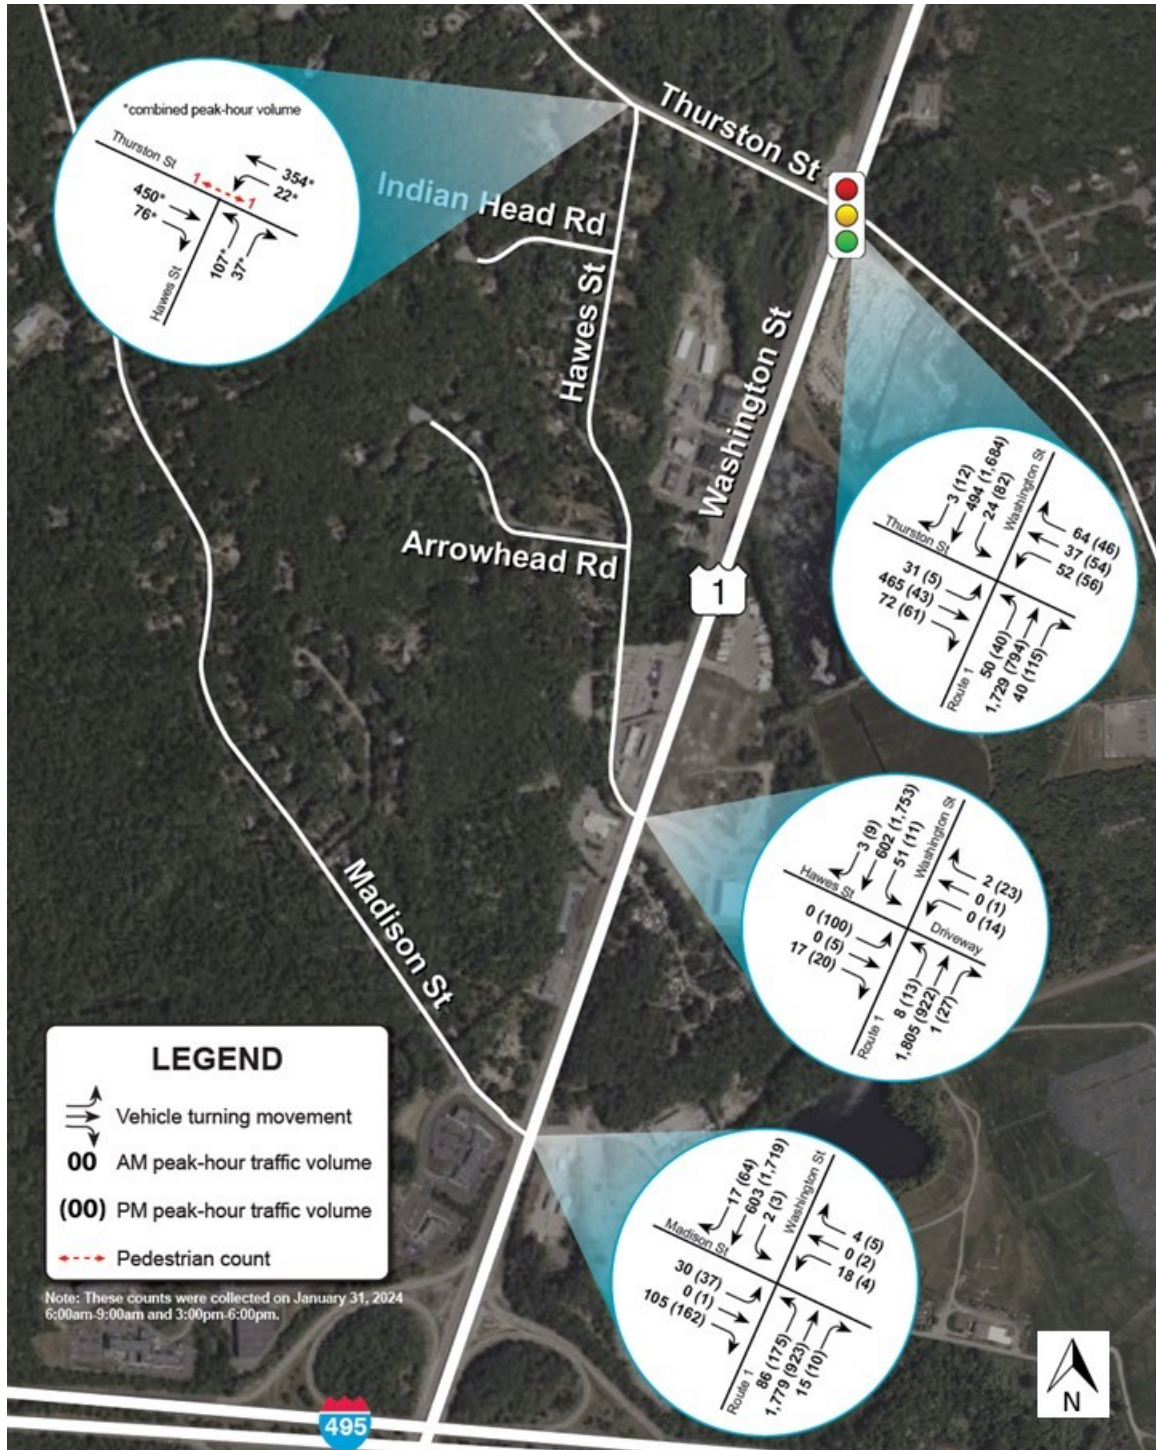 *combined peak-hour volume
Thurston St
354*
22*
1
1
450*
76*
107*
37*
Hawes St
Thurston St
Indian Head Rd
Hawes St
Washington St
Arrowhead Rd
1
Madison St
3 (12)
494 (1,684)
24 (82)
Washington St
Thurston St
64 (46)
37 (54)
52 (56)
31 (5)
465 (43)
72 (61)
50 (40)
1,729 (794)
40 (115)
Route 1
3 (9)
602 (1,753)
51 (11)
Washington St
Hawes St
2 (23)
0 (1)
0 (14)
Driveway
0 (100)
0 (5)
17 (20)
8 (13)
1,805 (922)
1 (27)
Route 1
17 (64)
603 (1,719)
2 (3)
Washington St
Madison St
4 (5)
0 (2)
18 (4)
30 (37)
0 (1)
105 (162)
86 (175)
1,779 (923)
15 (10)
Route 1
LEGEND
Vehicle turning movement
00 AM peak-hour traffic volume
(00) PM peak-hour traffic volume
Pedestrian count
Note: These counts were collected on January 31, 2024
6:00am-9:00am and 3:00pm-6:00pm.
495
N